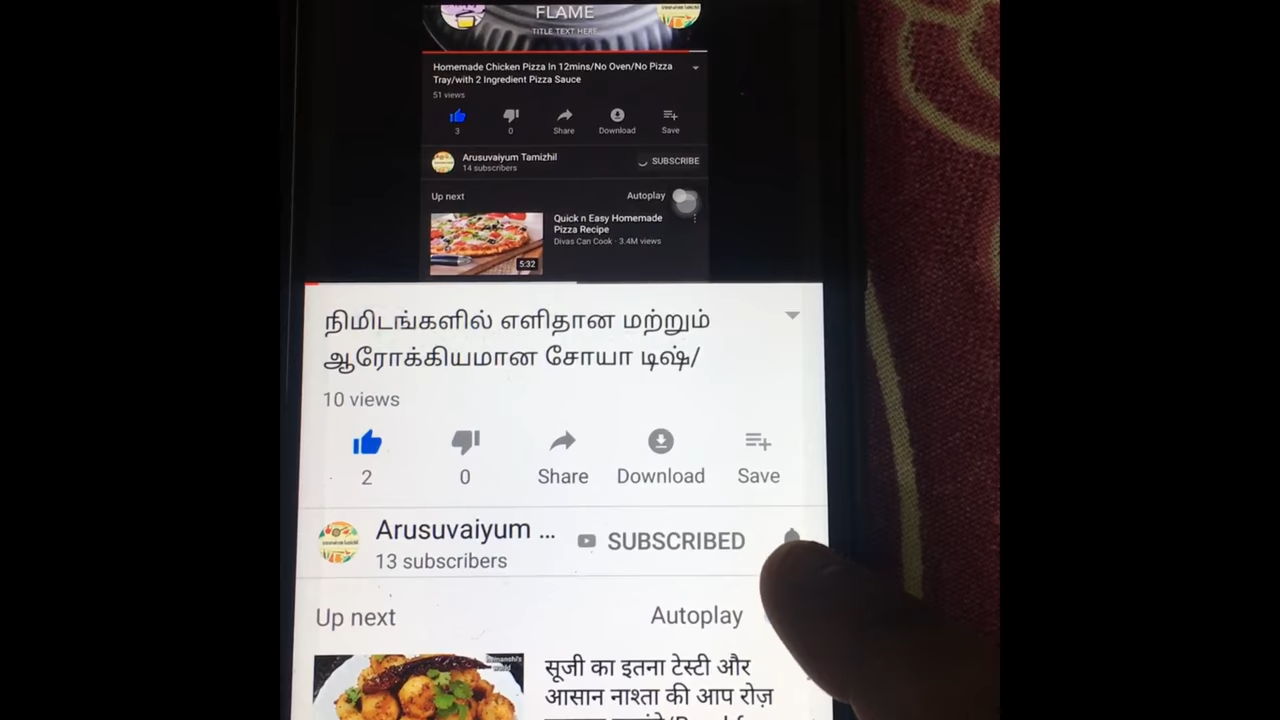 FLAME
TITLE TEXT HERE
Homemade Chicken Pizza In 12mins/No Oven/No Pizza
Tray/with 2 Ingredient Pizza Sauce
51 views
3
0
Share
Download
Save
Arusuvaiyum Tamizhil
14 subscribers
SUBSCRIBE
Up next
Autoplay
Quick n Easy Homemade
Pizza Recipe
Divas Can Cook · 3.4M views
5:32
நிமிடங்களில் எளிதான மற்றும்
ஆரோக்கியமான சோயா டிஷ்/
10 views
2
0
Share
Download
Save
Arusuvaiyum ...
SUBSCRIBED
13 subscribers
Up next
Autoplay
सूजी का इतना टेस्टी और
आसान नाश्ता की आप रोज़